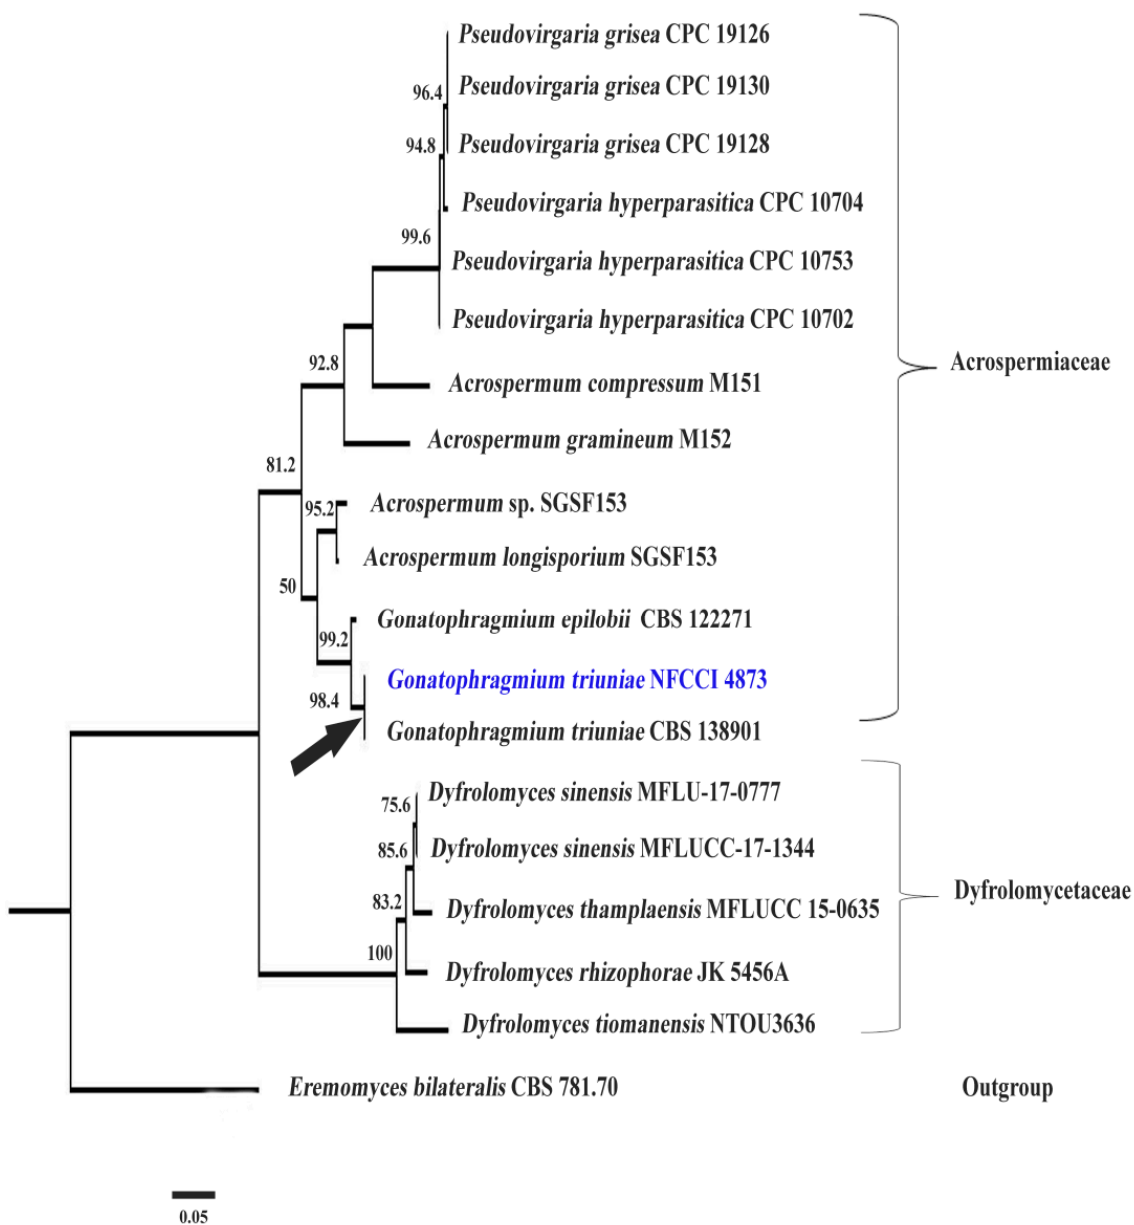 Pseudovirgaria grisea CPC 19126
96.4
Pseudovirgaria grisea CPC 19130
94.8
Pseudovirgaria grisea CPC 19128
Pseudovirgaria hyperparasitica CPC 10704
99.6
Pseudovirgaria hyperparasitica CPC 10753
Pseudovirgaria hyperparasitica CPC 10702
92.8
Acrospermiaceae
Acrospermum compressum M151
Acrospermum gramineum M152
81.2
95.2
Acrospermum sp. SGSF153
Acrospermum longisporium SGSF153
50
Gonatophragmium epilobii CBS 122271
99.2
Gonatophragmium triuniae NFCCI 4873
98.4
Gonatophragmium triuniae CBS 138901
Dyfrolomyces sinensis MFLU-17-0777
75.6
Dyfrolomyces sinensis MFLUCC-17-1344
85.6
Dyfrolomycetaceae
83.2
Dyfrolomyces thamplaensis MFLUCC 15-0635
100
Dyfrolomyces rhizophorae JK 5456A
Dyfrolomyces tiomanensis NTOU3636
Eremomyces bilateralis CBS 781.70
Outgroup
0.05